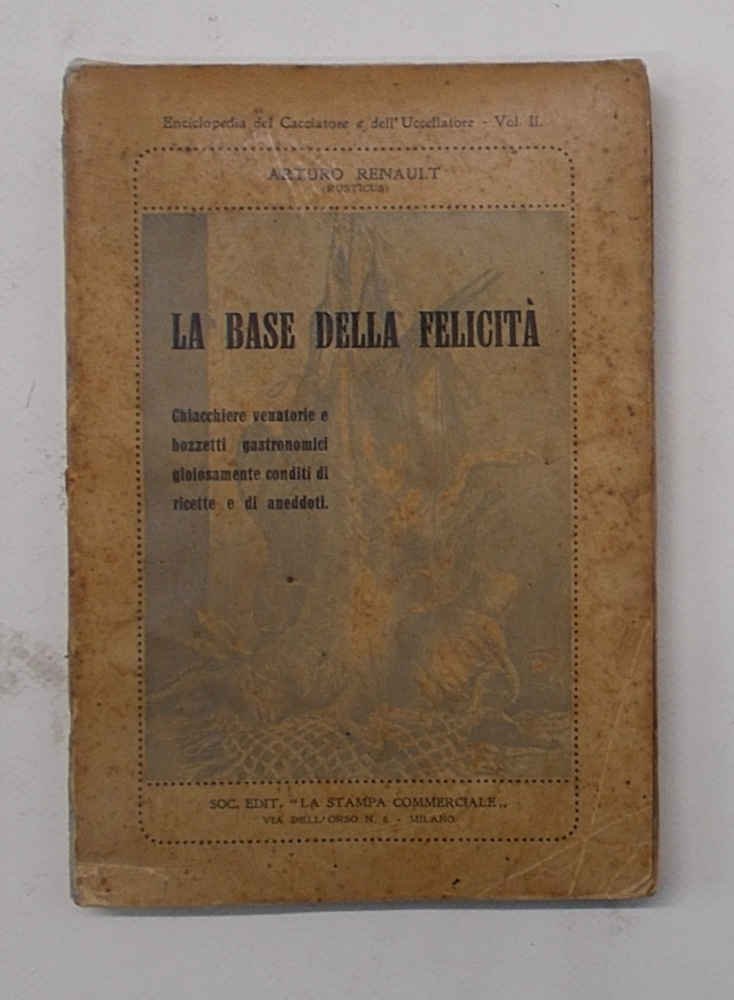 Enciclopedia del Cacciatore e dell'Uccellatore - Vol. II.
ARTURO RENAULT
(RUSTICUS)
LA BASE DELLA FELICITÀ
Chiacchiere venatorie e
bozzetti gastronomici
gioiosamente conditi di
ricette e di aneddoti.
SOC. EDIT. "LA STAMPA COMMERCIALE„
VIA DELL'ORSO N. - MILANO